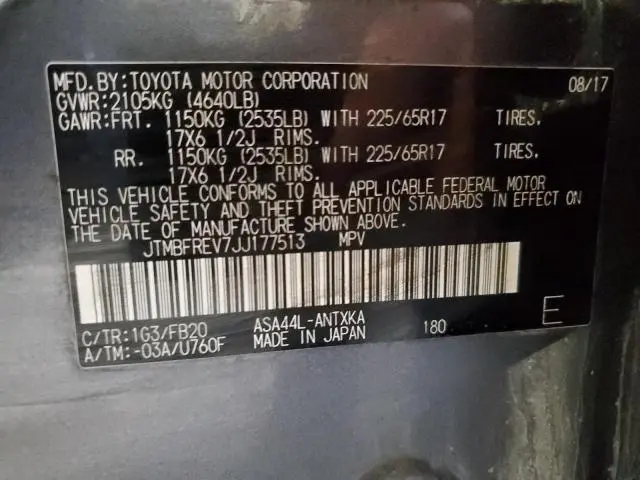 MFD.BY:TOYOTA MOTOR CORPORATION 08/17
GVWR:2105KG (4640LB)
GAWR:FRT. 1150KG (2535LB) WITH 225/65R17 TIRES.
17X6 1/2J RIMS.
RR. 1150KG (2535LB) WITH 225/65R17 TIRES.
17X6 1/2J RIMS.
THIS VEHICLE CONFORMS TO ALL APPLICABLE FEDERAL MOTOR
VEHICLE SAFETY AND THEFT PREVENTION STANDARDS IN EFFECT ON
THE DATE OF MANUFACTURE SHOWN ABOVE.
JTMBFREV7JJ177513 MPV
C/TR:1G3/FB20 ASA44L-ANTXKA 180 E
A/TM:-03A/U760F MADE IN JAPAN